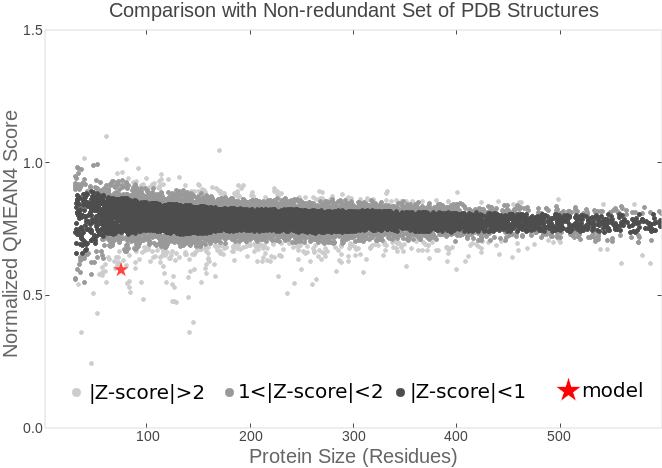 Comparison with Non-redundant Set of PDB Structures
Normalized QMEAN4 Score
1.5
1.0
0.5
0.0
|Z-score|>2 1<|Z-score|<2 |Z-score|<1 model
100 200 300 400 500
Protein Size (Residues)